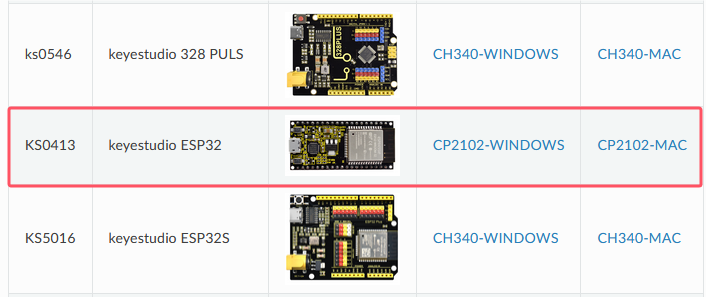 ks0546 keyestudio 328 PULS CH340-WINDOWS CH340-MAC
328PLUS
KS0413 keyestudio ESP32 CP2102-WINDOWS CP2102-MAC
KS5016 keyestudio ESP32S CH340-WINDOWS CH340-MAC